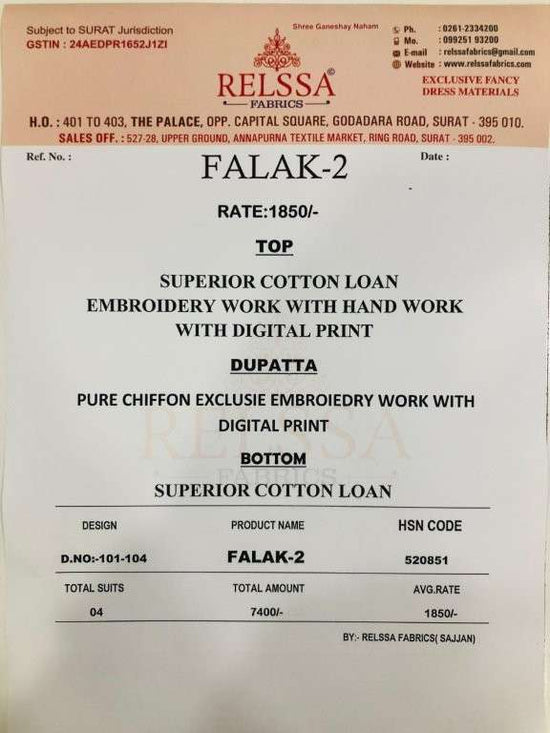 Shree Ganeshay Naham
Subject to SURAT Jurisdiction
GSTIN : 24AEDPR1652J1ZI
Ph. : 0261-2334200
Mo. : 099251 93200
E-mail : relssafabrics@gmail.com
Website : www.relssafabrics.com
©
RELSSA
FABRICS
EXCLUSIVE FANCY
DRESS MATERIALS
H.O. : 401 TO 403, THE PALACE, OPP. CAPITAL SQUARE, GODADARA ROAD, SURAT - 395 010.
SALES OFF. : 527-28, UPPER GROUND, ANNAPURNA TEXTILE MARKET, RING ROAD, SURAT - 395 002.
Ref. No. :
Date :
FALAK-2
RATE:1850/-
TOP
SUPERIOR COTTON LOAN
EMBROIDERY WORK WITH HAND WORK
WITH DIGITAL PRINT
DUPATTA
PURE CHIFFON EXCLUSIE EMBROIEDRY WORK WITH
DIGITAL PRINT
RELSSA
BOTTOM
FABRICS
SUPERIOR COTTON LOAN
DESIGN PRODUCT NAME HSN CODE
D.NO:-101-104 FALAK-2 520851
TOTAL SUITS TOTAL AMOUNT AVG.RATE
04 7400/- 1850/-
BY:- RELSSA FABRICS( SAJJAN)